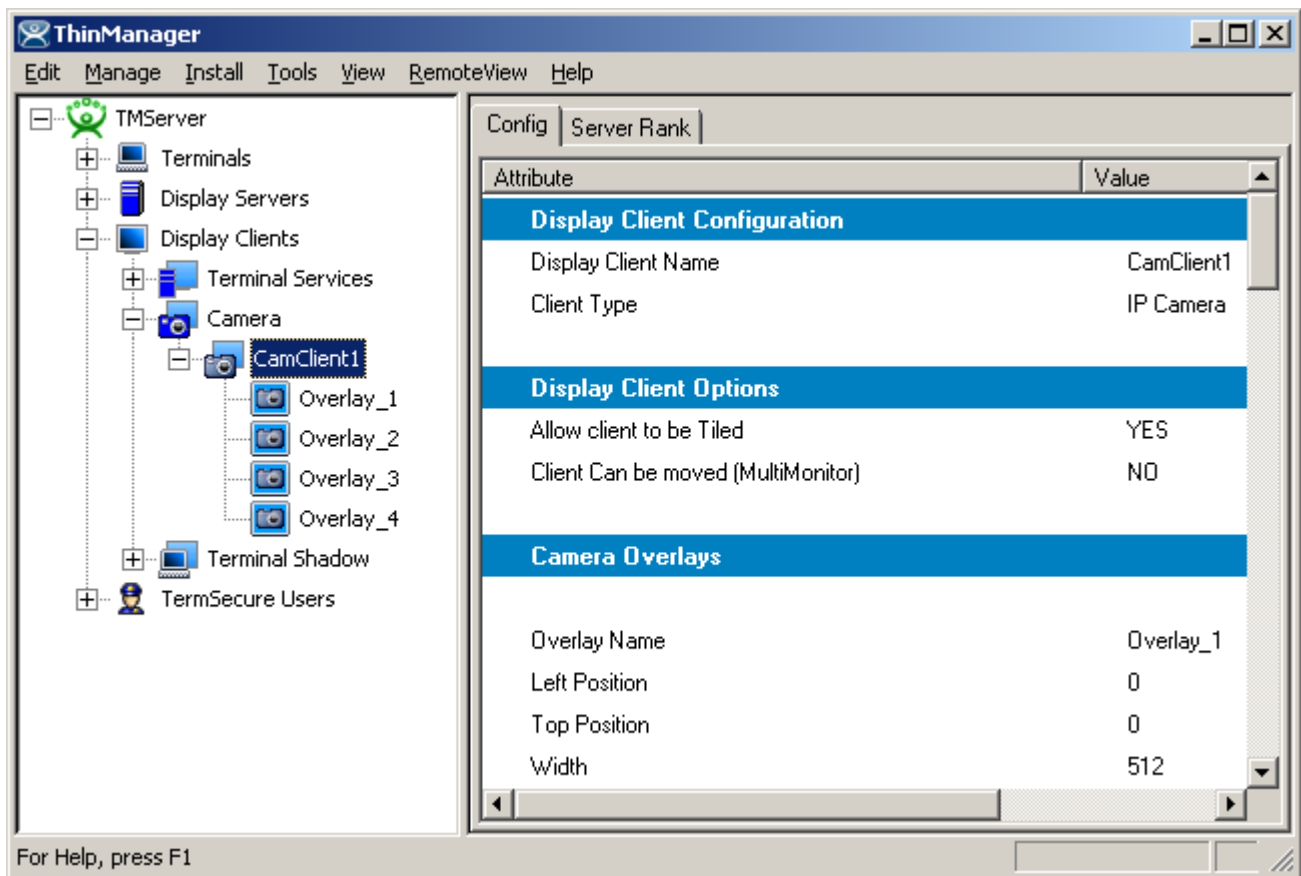 ThinManager
Edit Manage Install Tools View RemoteView Help
TMServer
Terminals
Display Servers
Display Clients
Terminal Services
Camera
CamClient1
Overlay_1
Overlay_2
Overlay_3
Overlay_4
Terminal Shadow
TermSecure Users
Config Server Rank
Attribute Value
Display Client Configuration
Display Client Name CamClient1
Client Type IP Camera
Display Client Options
Allow client to be Tiled YES
Client Can be moved (MultiMonitor) NO
Camera Overlays
Overlay Name Overlay_1
Left Position 0
Top Position 0
Width 512
For Help, press F1